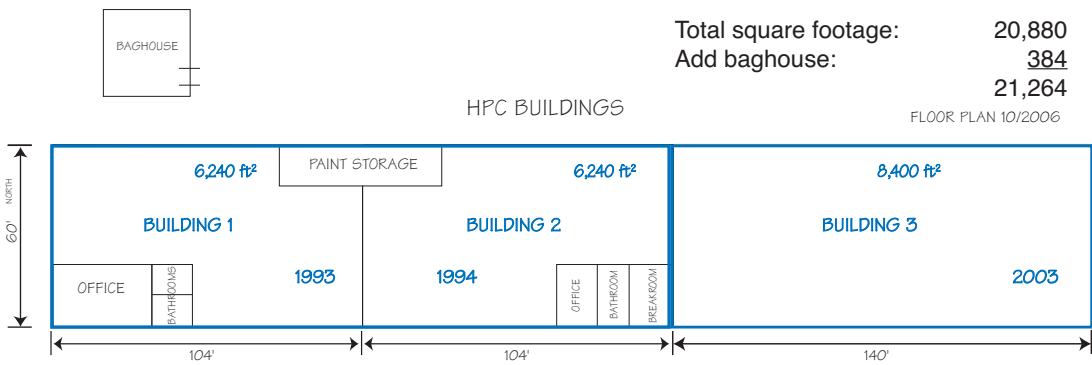 BAGHOUSE
Total square footage: 20,880
Add baghouse: 384
21,264
HPC BUILDINGS
FLOOR PLAN 10/2006
6,240 ft²
PAINT STORAGE
6,240 ft²
8,400 ft²
NORTH
60'
BUILDING 1
BUILDING 2
BUILDING 3
OFFICE
BATHROOMS
1993
1994
OFFICE
BATHROOM
BREAKROOM
2003
104'
104'
140'